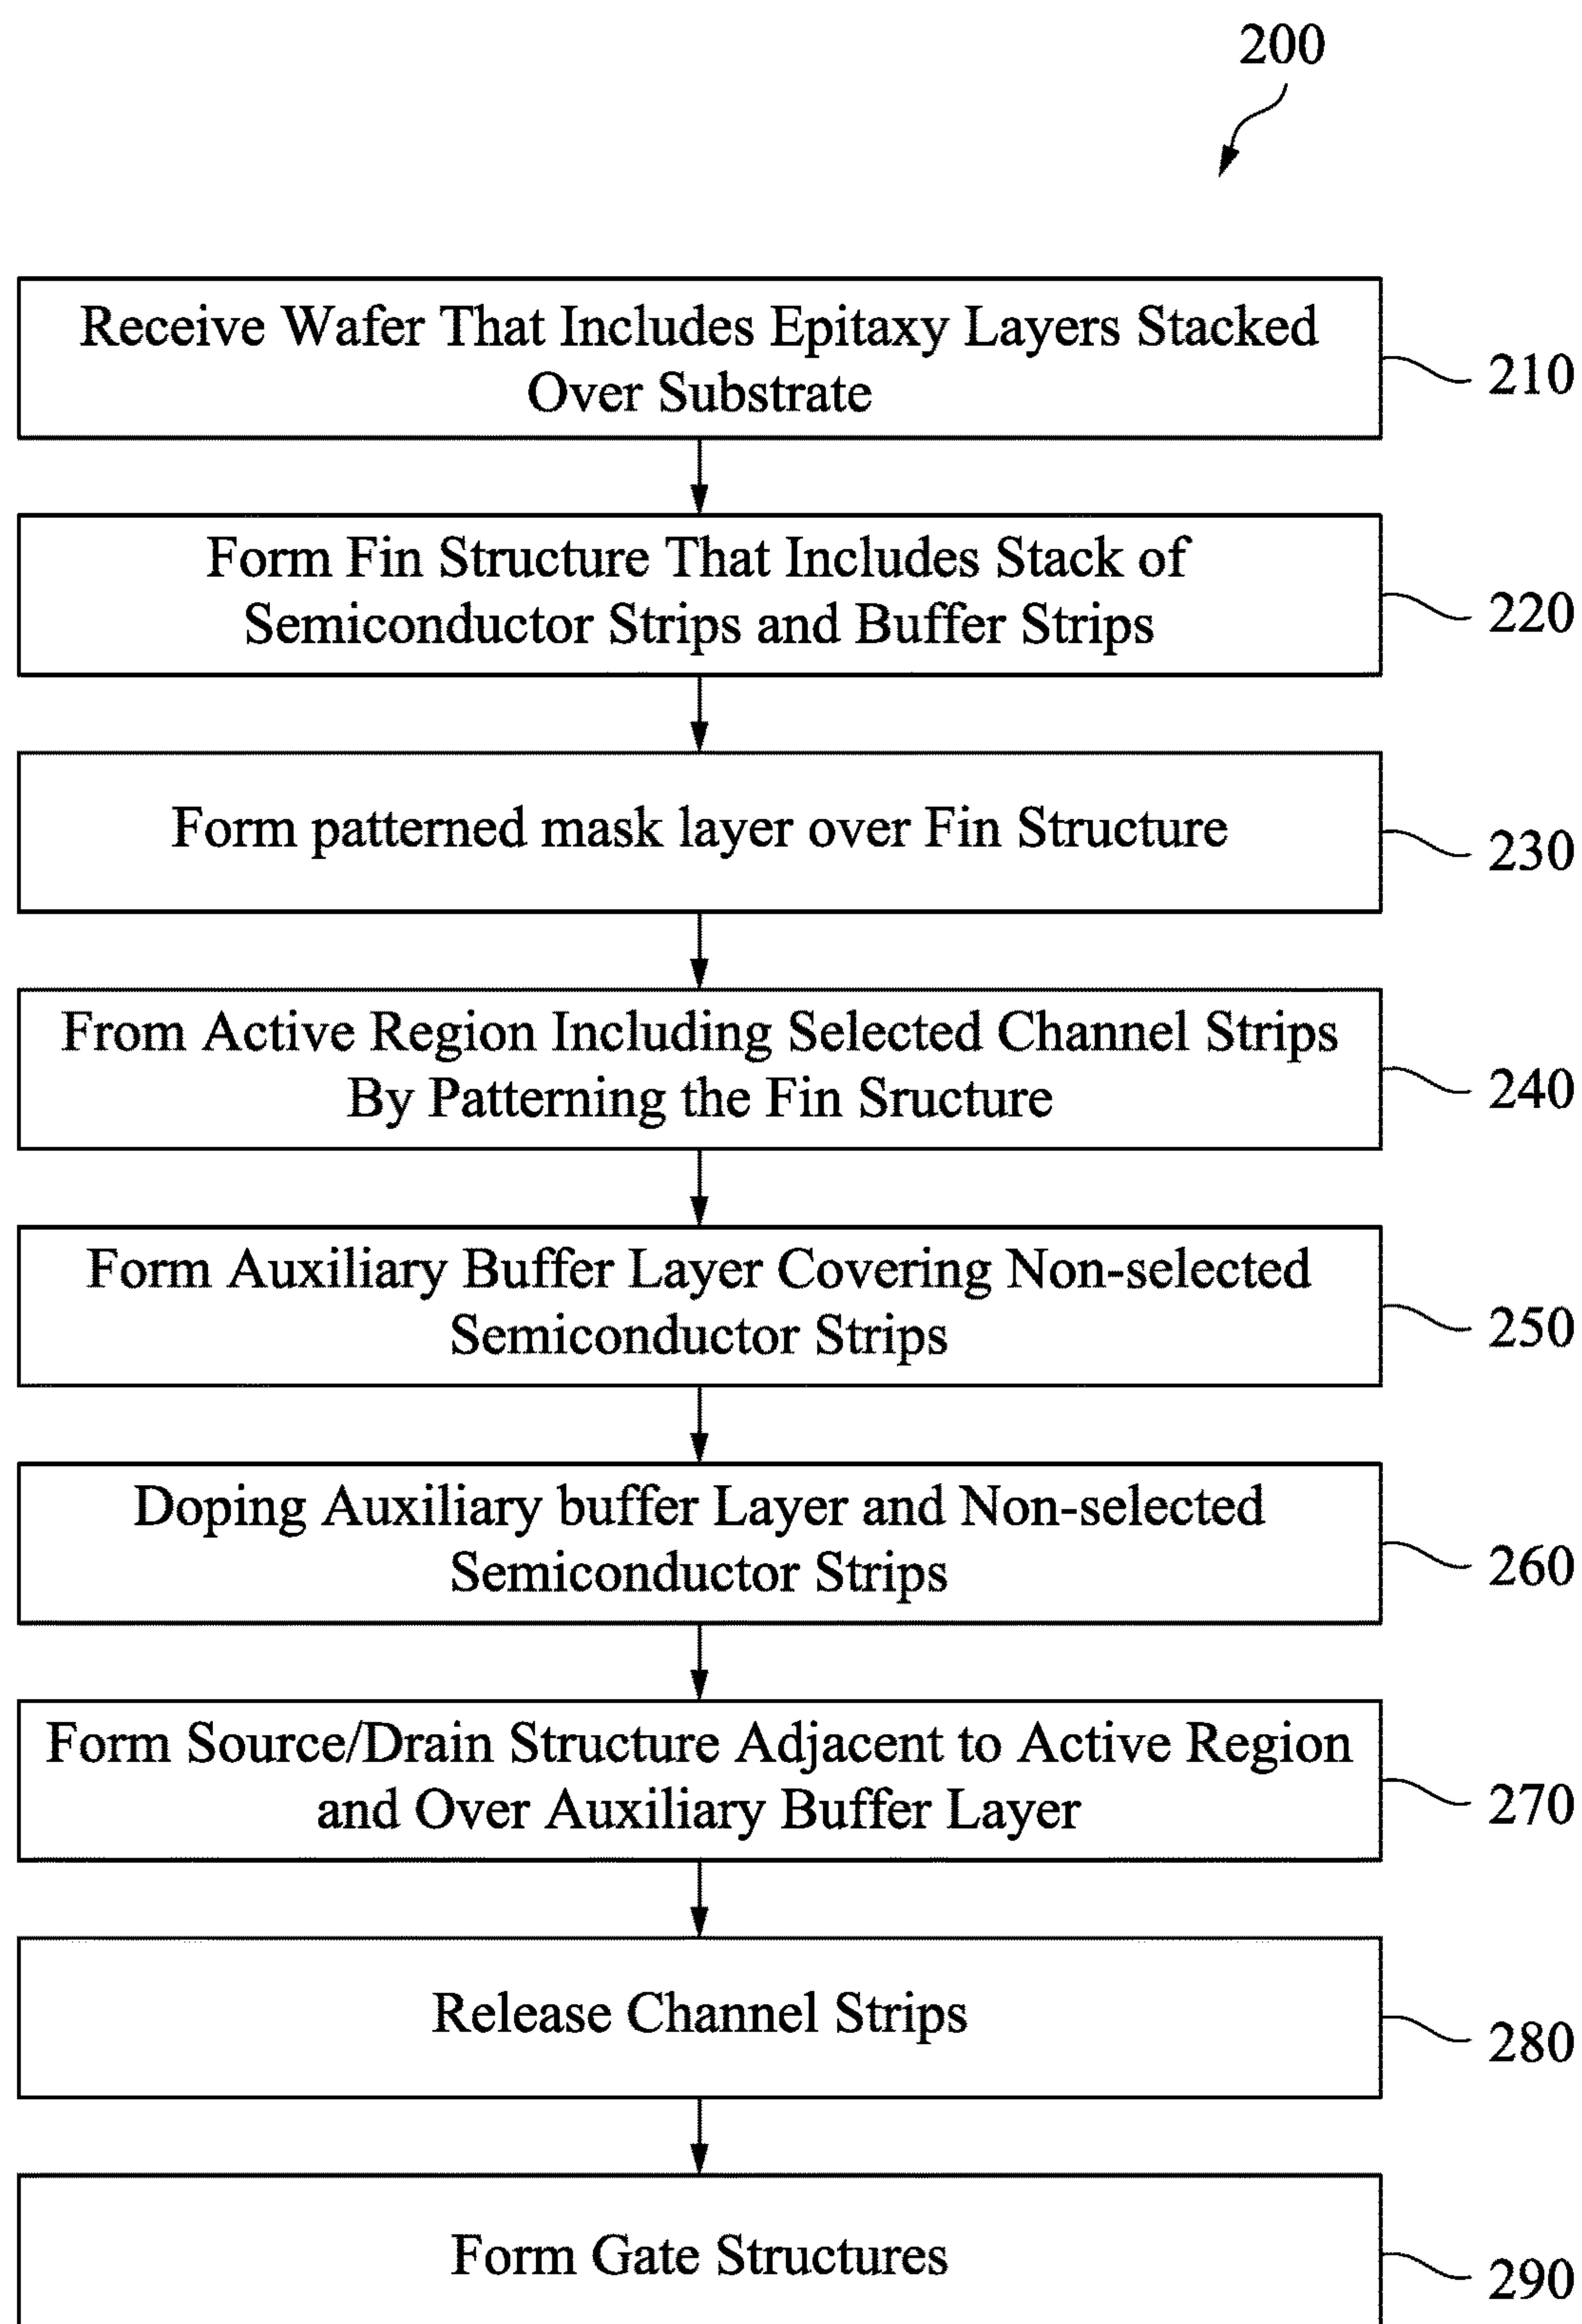 200
Receive Wafer That Includes Epitaxy Layers Stacked
Over Substrate
210
Form Fin Structure That Includes Stack of
Semiconductor Strips and Buffer Strips
220
Form patterned mask layer over Fin Structure
230
From Active Region Including Selected Channel Strips
By Patterning the Fin Sructure
240
Form Auxiliary Buffer Layer Covering Non-selected
Semiconductor Strips
250
Doping Auxiliary buffer Layer and Non-selected
Semiconductor Strips
260
Form Source/Drain Structure Adjacent to Active Region
and Over Auxiliary Buffer Layer
270
Release Channel Strips
280
Form Gate Structures
290